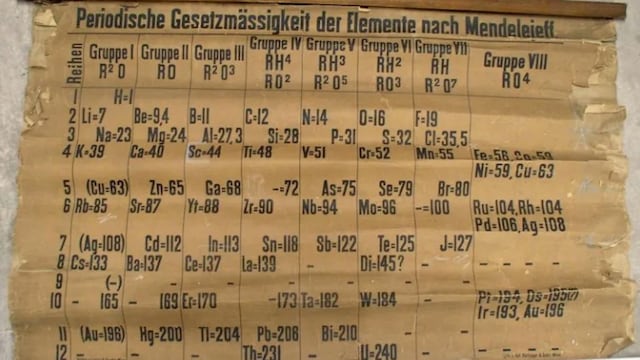 Periodische Gesetzmässigkeit der Elemente nach Mendelejeff
Reihen Gruppe I Gruppe II Gruppe III Gruppe IV Gruppe V Gruppe VI Gruppe VII Gruppe VIII
RH⁴ RH³ RH² RH
R²O RO R²O³ RO² R²O⁵ RO³ R²O⁷ RO⁴
1 H=1
2 Li=7 Be=9,4 B=11 C=12 N=14 O=16 F=19
3 Na=23 Mg=24 Al=27,3 Si=28 P=31 S=32 Cl=35,5
4 K=39 Ca=40 Sc=44 Ti=48 V=51 Cr=52 Mn=55 Fe=56, Co=59
Ni=59, Cu=63
5 (Cu=63) Zn=65 Ga=68 -=72 As=75 Se=79 Br=80
6 Rb=85 Sr=87 Yt=88 Zr=90 Nb=94 Mo=96 -=100 Ru=104, Rh=104
Pd=106, Ag=108
7 (Ag=108) Cd=112 In=113 Sn=118 Sb=122 Te=125 J=127
8 Cs=133 Ba=137 Ce=137 La=139 - Di=145? - - - -
9 (-) - - - - - -
10 - 165 - 169 Er=170 -173 Ta=182 W=184 - Pt=194, Os=195(?)
Ir=193, Au=196
11 (Au=196) Hg=200 Tl=204 Pb=206 Bi=210 - -
12 - - - Th=231 - U=240 - - - -